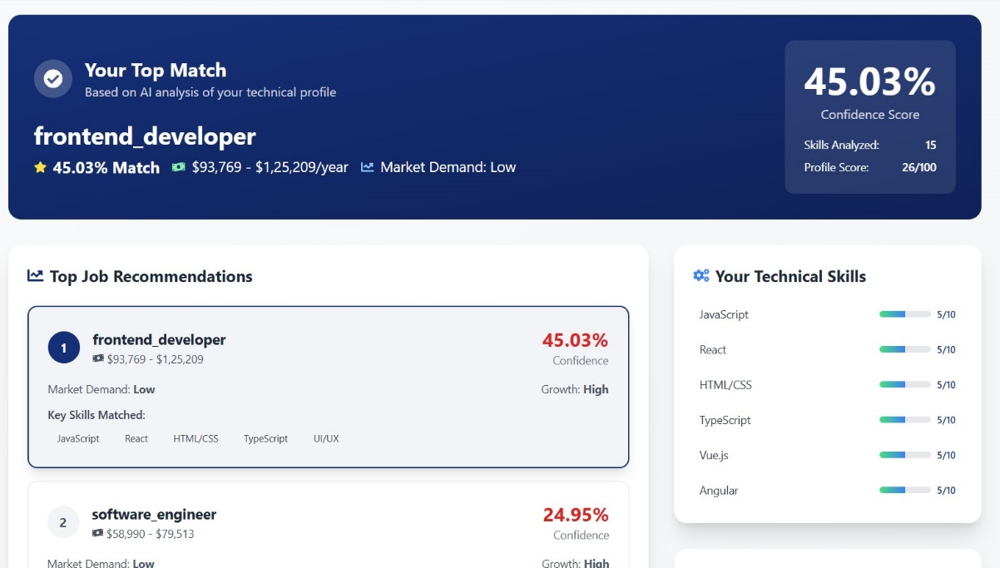 Your Top Match
Based on AI analysis of your technical profile
frontend_developer
45.03% Match $93,769 - $1,25,209/year Market Demand: Low
45.03%
Confidence Score
Skills Analyzed: 15
Profile Score: 26/100
Top Job Recommendations
1
frontend_developer
$93,769 - $1,25,209
45.03%
Confidence
Market Demand: Low
Growth: High
Key Skills Matched:
JavaScript React HTML/CSS TypeScript UI/UX
2
software_engineer
$58,990 - $79,513
24.95%
Confidence
Market Demand: Low
Growth: High
Your Technical Skills
JavaScript 5/10
React 5/10
HTML/CSS 5/10
TypeScript 5/10
Vue.js 5/10
Angular 5/10